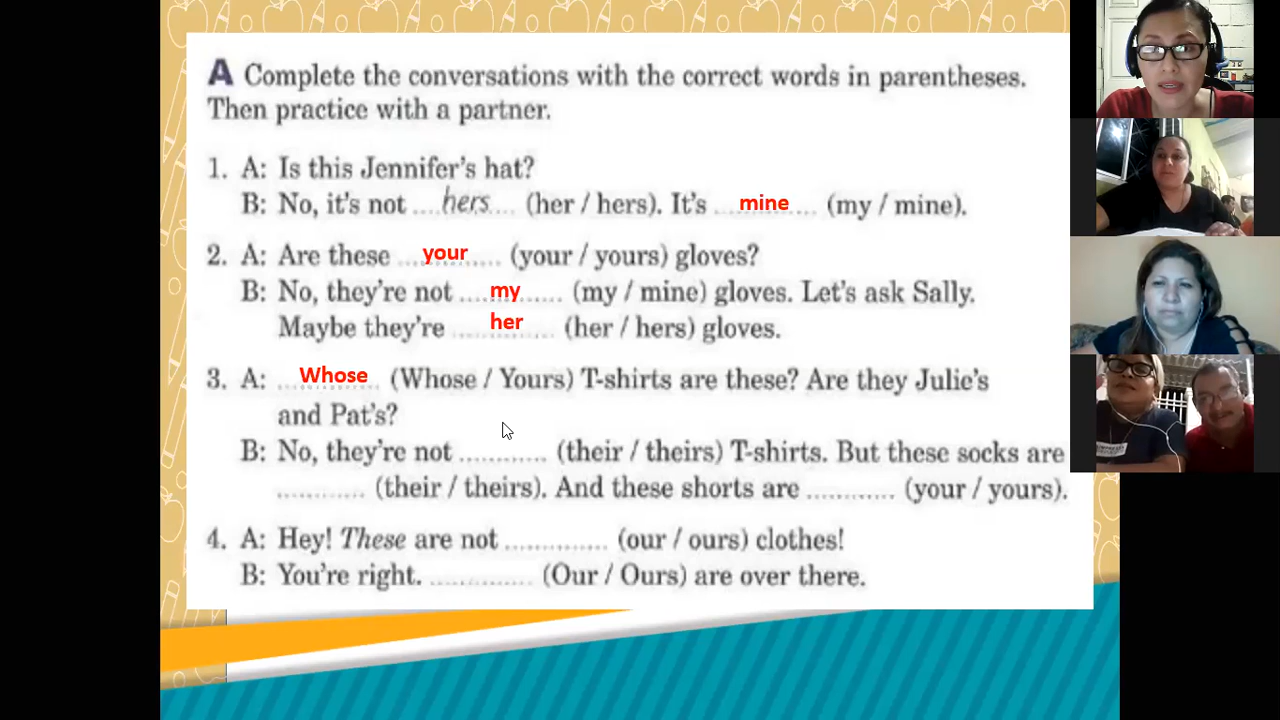 A Complete the conversations with the correct words in parentheses.
Then practice with a partner.
1. A: Is this Jennifer's hat?
B: No, it's not ....hers.... (her / hers). It's ....mine.... (my / mine).
2. A: Are these ....your.... (your / yours) gloves?
B: No, they're not ....my.... (my / mine) gloves. Let's ask Sally.
Maybe they're ....her.... (her / hers) gloves.
3. A: ....Whose.... (Whose / Yours) T-shirts are these? Are they Julie's
and Pat's?
B: No, they're not ............ (their / theirs) T-shirts. But these socks are
............ (their / theirs). And these shorts are ............ (your / yours).
4. A: Hey! These are not .............. (our / ours) clothes!
B: You're right. .............. (Our / Ours) are over there.